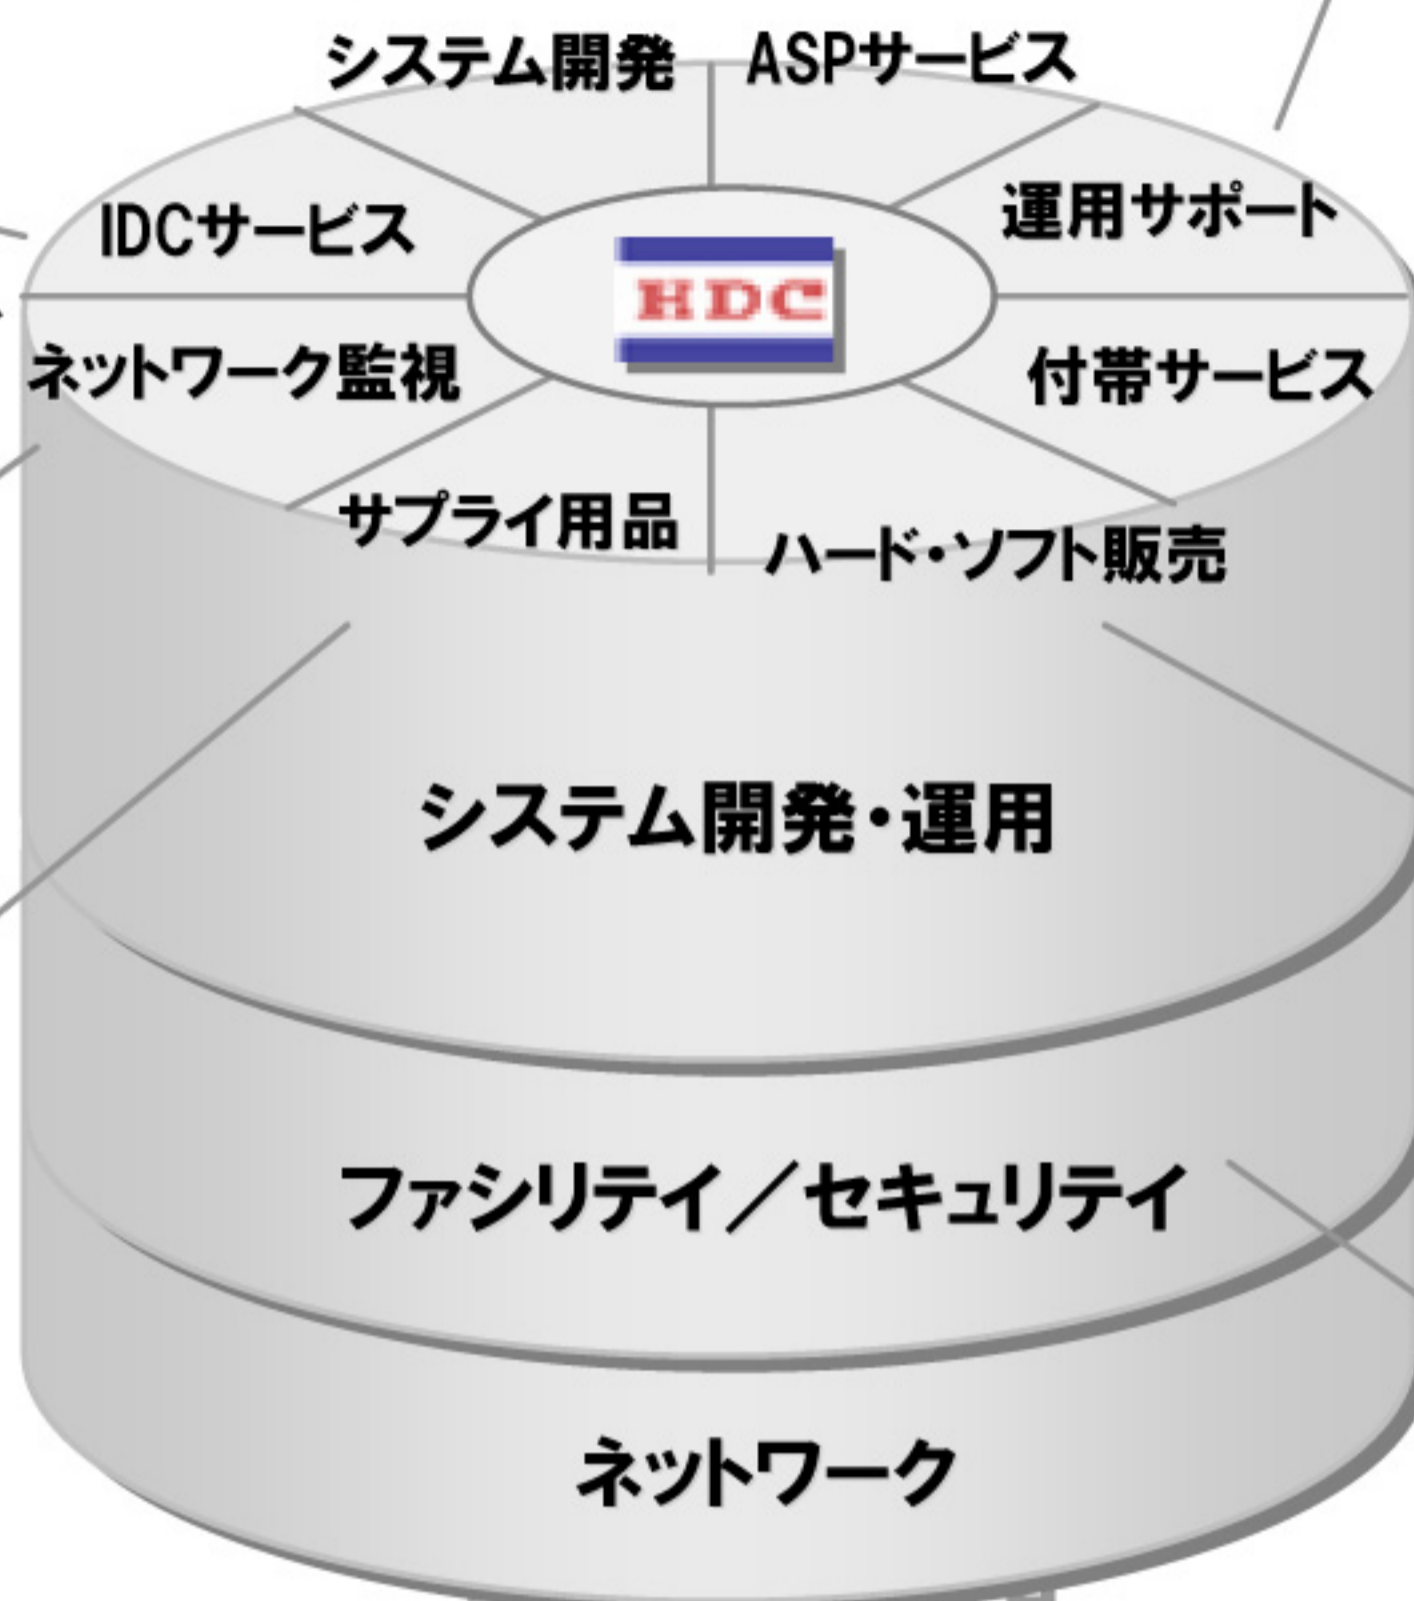 システム開発
ASPサービス
IDCサービス
運用サポート
HDC
ネットワーク監視
付帯サービス
サプライ用品
ハード・ソフト販売
システム開発・運用
ファシリテイ／セキュリテイ
ネットワーク